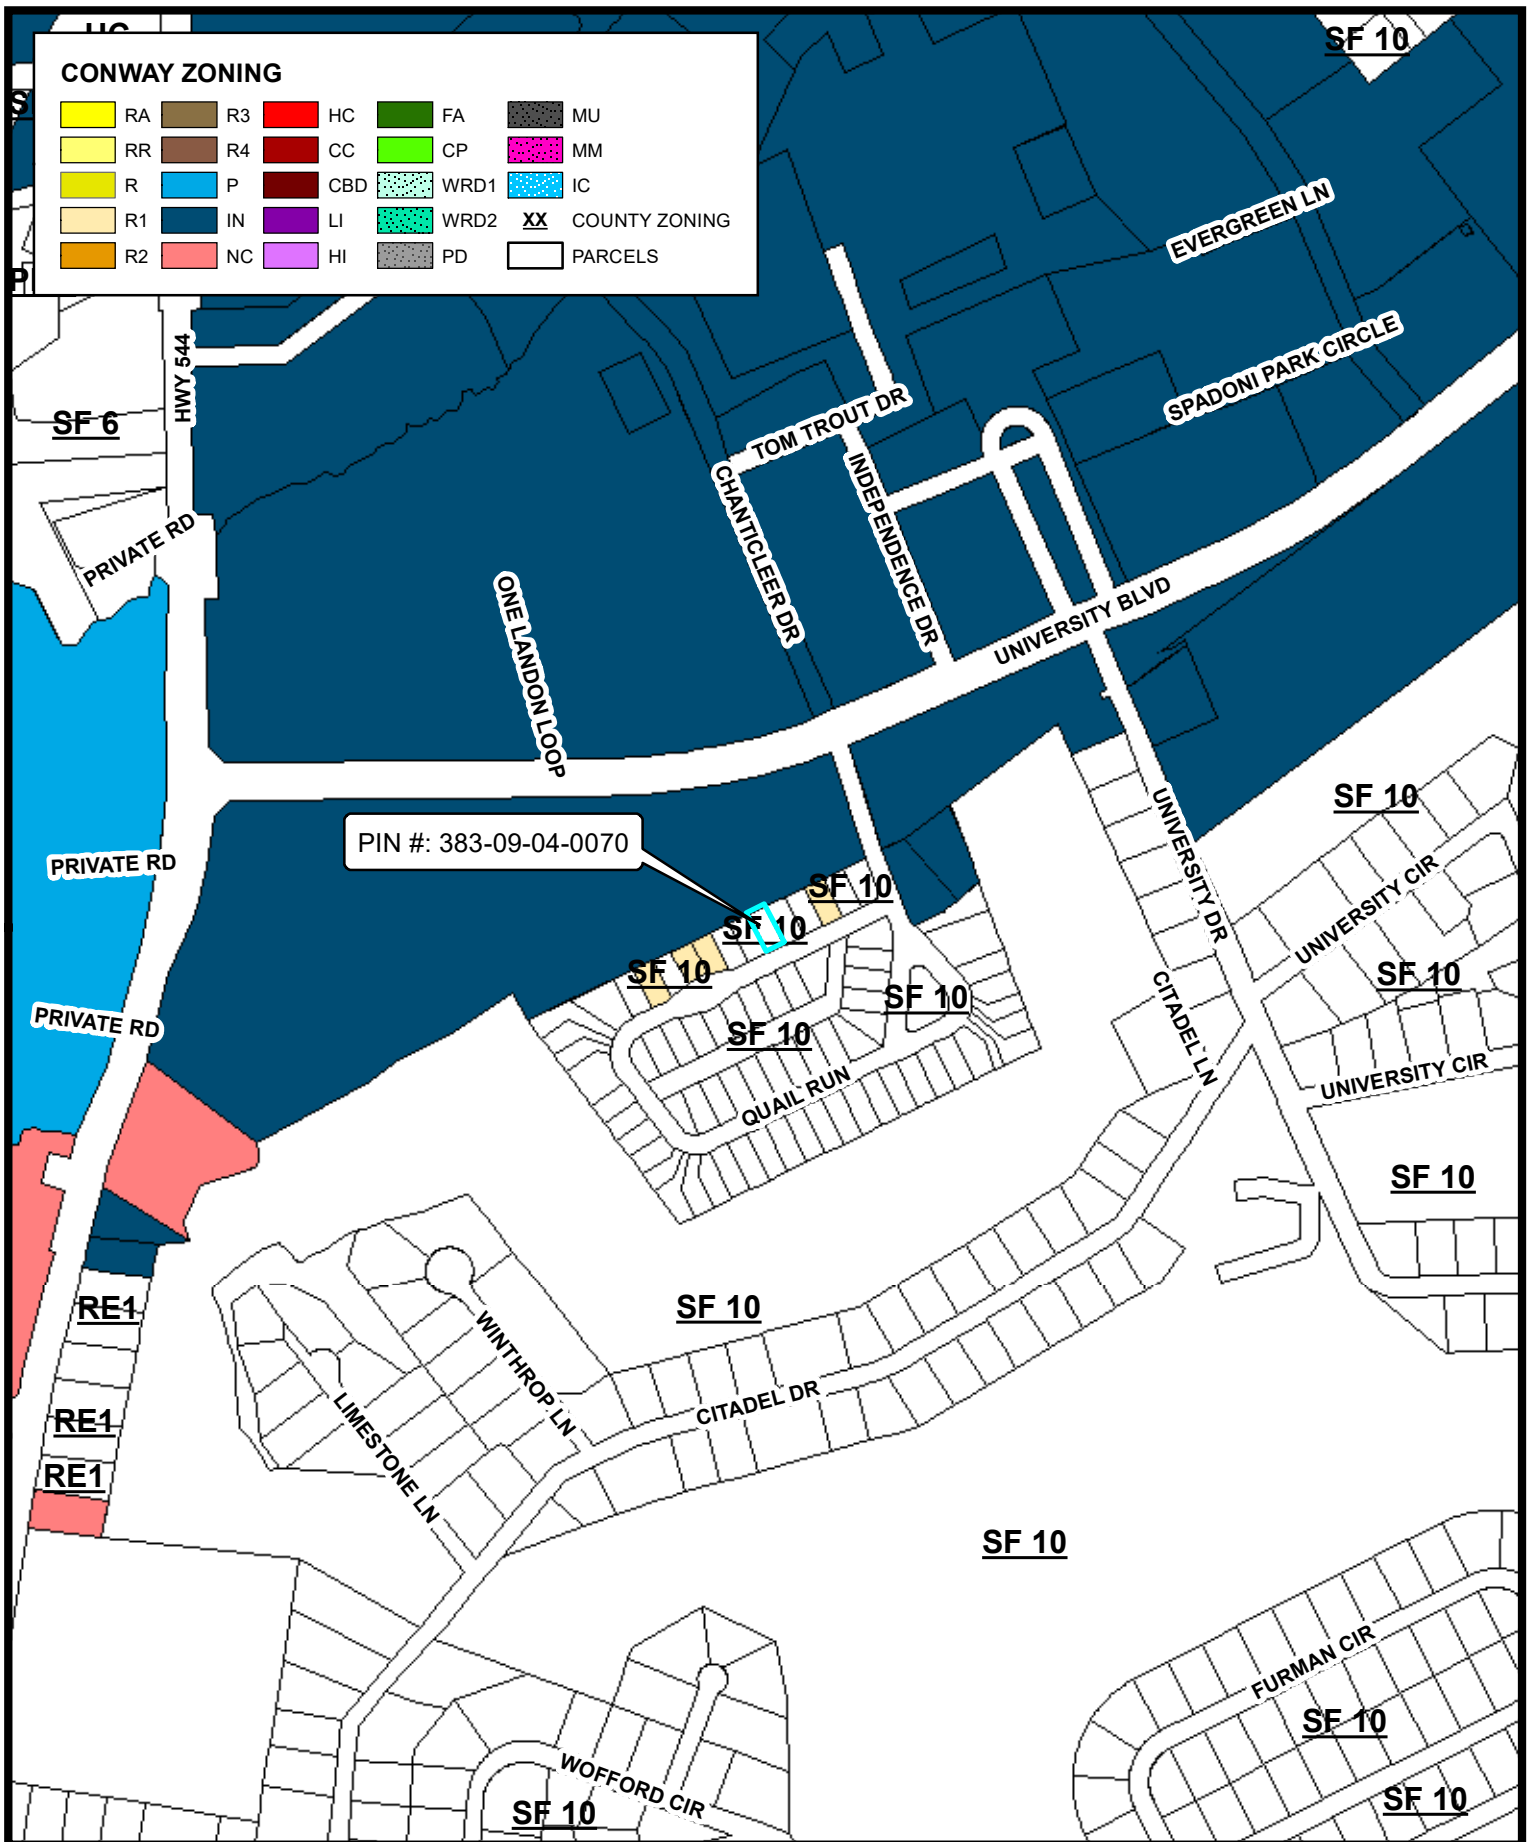 HC
SF 10
CONWAY ZONING
RA R3 HC FA MU
RR R4 CC CP MM
R P CBD WRD1 IC
R1 IN LI WRD2 XX COUNTY ZONING
R2 NC HI PD PARCELS
EVERGREEN LN
SPADONI PARK CIRCLE
HWY 544
SF 6
TOM TROUT DR
CHANTICLEER DR
INDEPENDENCE DR
PRIVATE RD
ONE LANDON LOOP
UNIVERSITY BLVD
SF 10
PIN #: 383-09-04-0070
PRIVATE RD
UNIVERSITY DR
UNIVERSITY CIR
SF 10
SF 10
SF 10
SF 10
SF 10
SF 10
CITADEL LN
PRIVATE RD
SF 10
UNIVERSITY CIR
QUAIL RUN
SF 10
RE1
SF 10
WINTHROP LN
CITADEL DR
RE1
LIMESTONE LN
RE1
SF 10
FURMAN CIR
SF 10
WOFFORD CIR
SF 10
SF 10